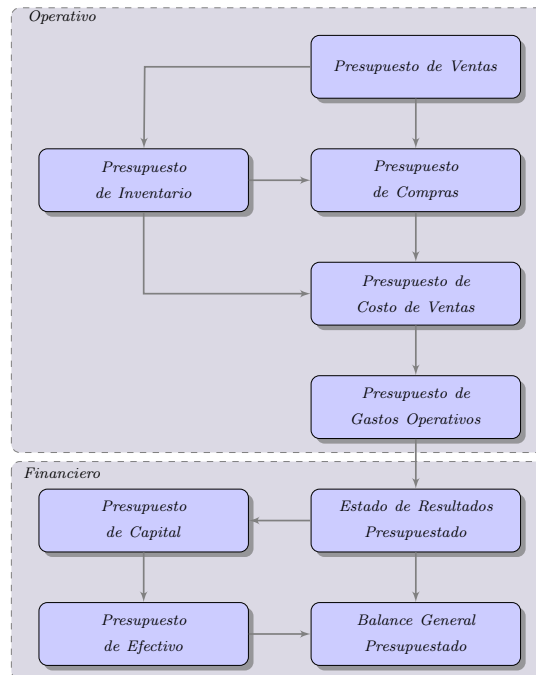 Operativo
Presupuesto de Ventas
Presupuesto
de Inventario
Presupuesto
de Compras
Presupuesto de
Costo de Ventas
Presupuesto de
Gastos Operativos
Financiero
Presupuesto
de Capital
Estado de Resultados
Presupuestado
Presupuesto
de Efectivo
Balance General
Presupuestado